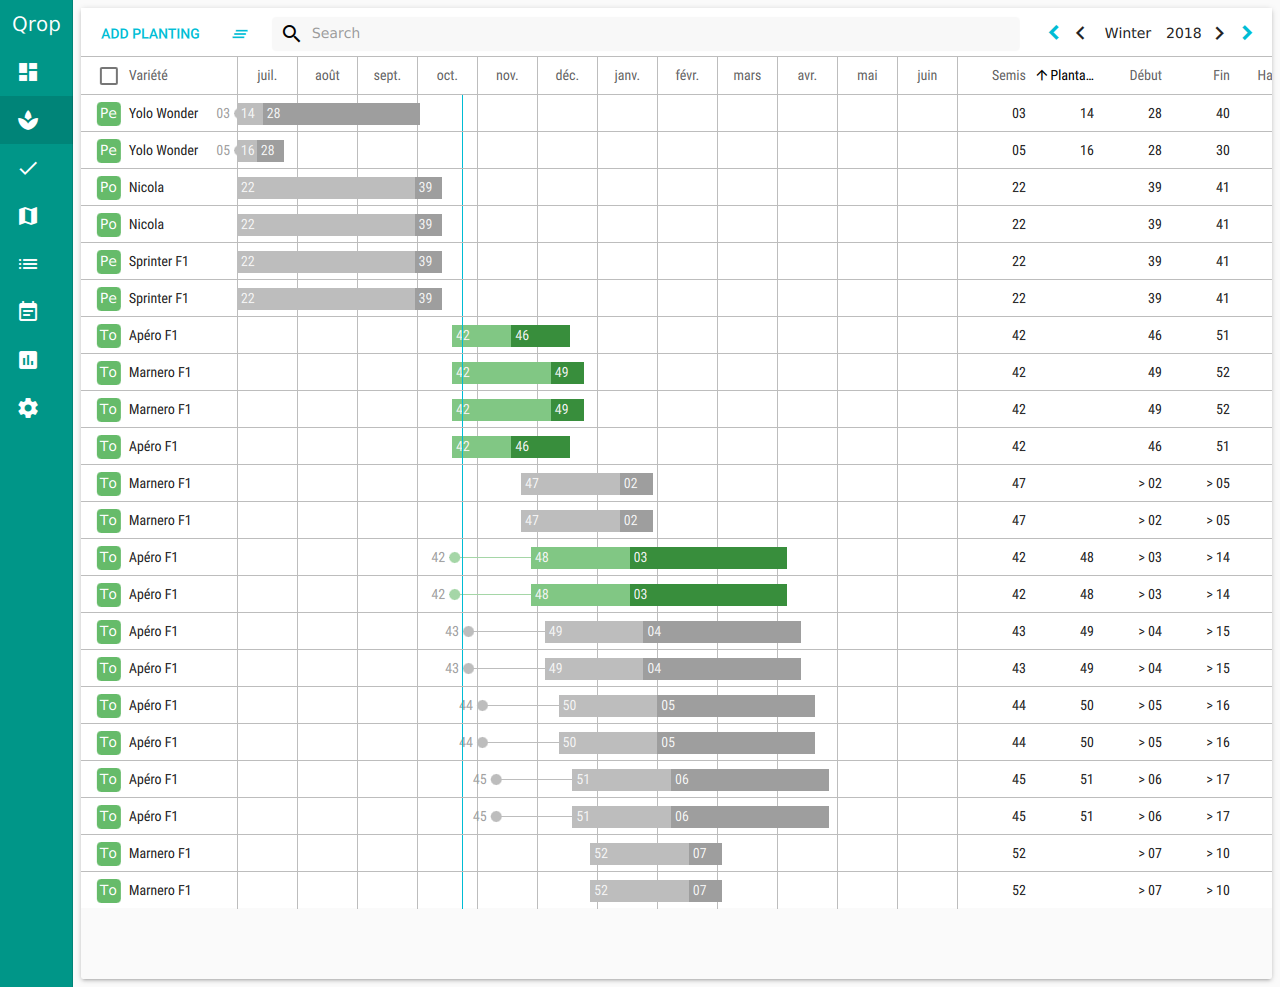 Qrop
ADD PLANTING Search Winter 2018
Variété juil. août sept. oct. nov. déc. janv. févr. mars avr. mai juin Semis Planta... Début Fin Ha
Pe Yolo Wonder 03 14 28 03 14 28 40
Pe Yolo Wonder 05 16 28 05 16 28 30
Po Nicola 22 39 22 39 41
Po Nicola 22 39 22 39 41
Pe Sprinter F1 22 39 22 39 41
Pe Sprinter F1 22 39 22 39 41
To Apéro F1 42 46 42 46 51
To Marnero F1 42 49 42 49 52
To Marnero F1 42 49 42 49 52
To Apéro F1 42 46 42 46 51
To Marnero F1 47 02 47 > 02 > 05
To Marnero F1 47 02 47 > 02 > 05
To Apéro F1 42 48 03 42 48 > 03 > 14
To Apéro F1 42 48 03 42 48 > 03 > 14
To Apéro F1 43 49 04 43 49 > 04 > 15
To Apéro F1 43 49 04 43 49 > 04 > 15
To Apéro F1 44 50 05 44 50 > 05 > 16
To Apéro F1 44 50 05 44 50 > 05 > 16
To Apéro F1 45 51 06 45 51 > 06 > 17
To Apéro F1 45 51 06 45 51 > 06 > 17
To Marnero F1 52 07 52 > 07 > 10
To Marnero F1 52 07 52 > 07 > 10